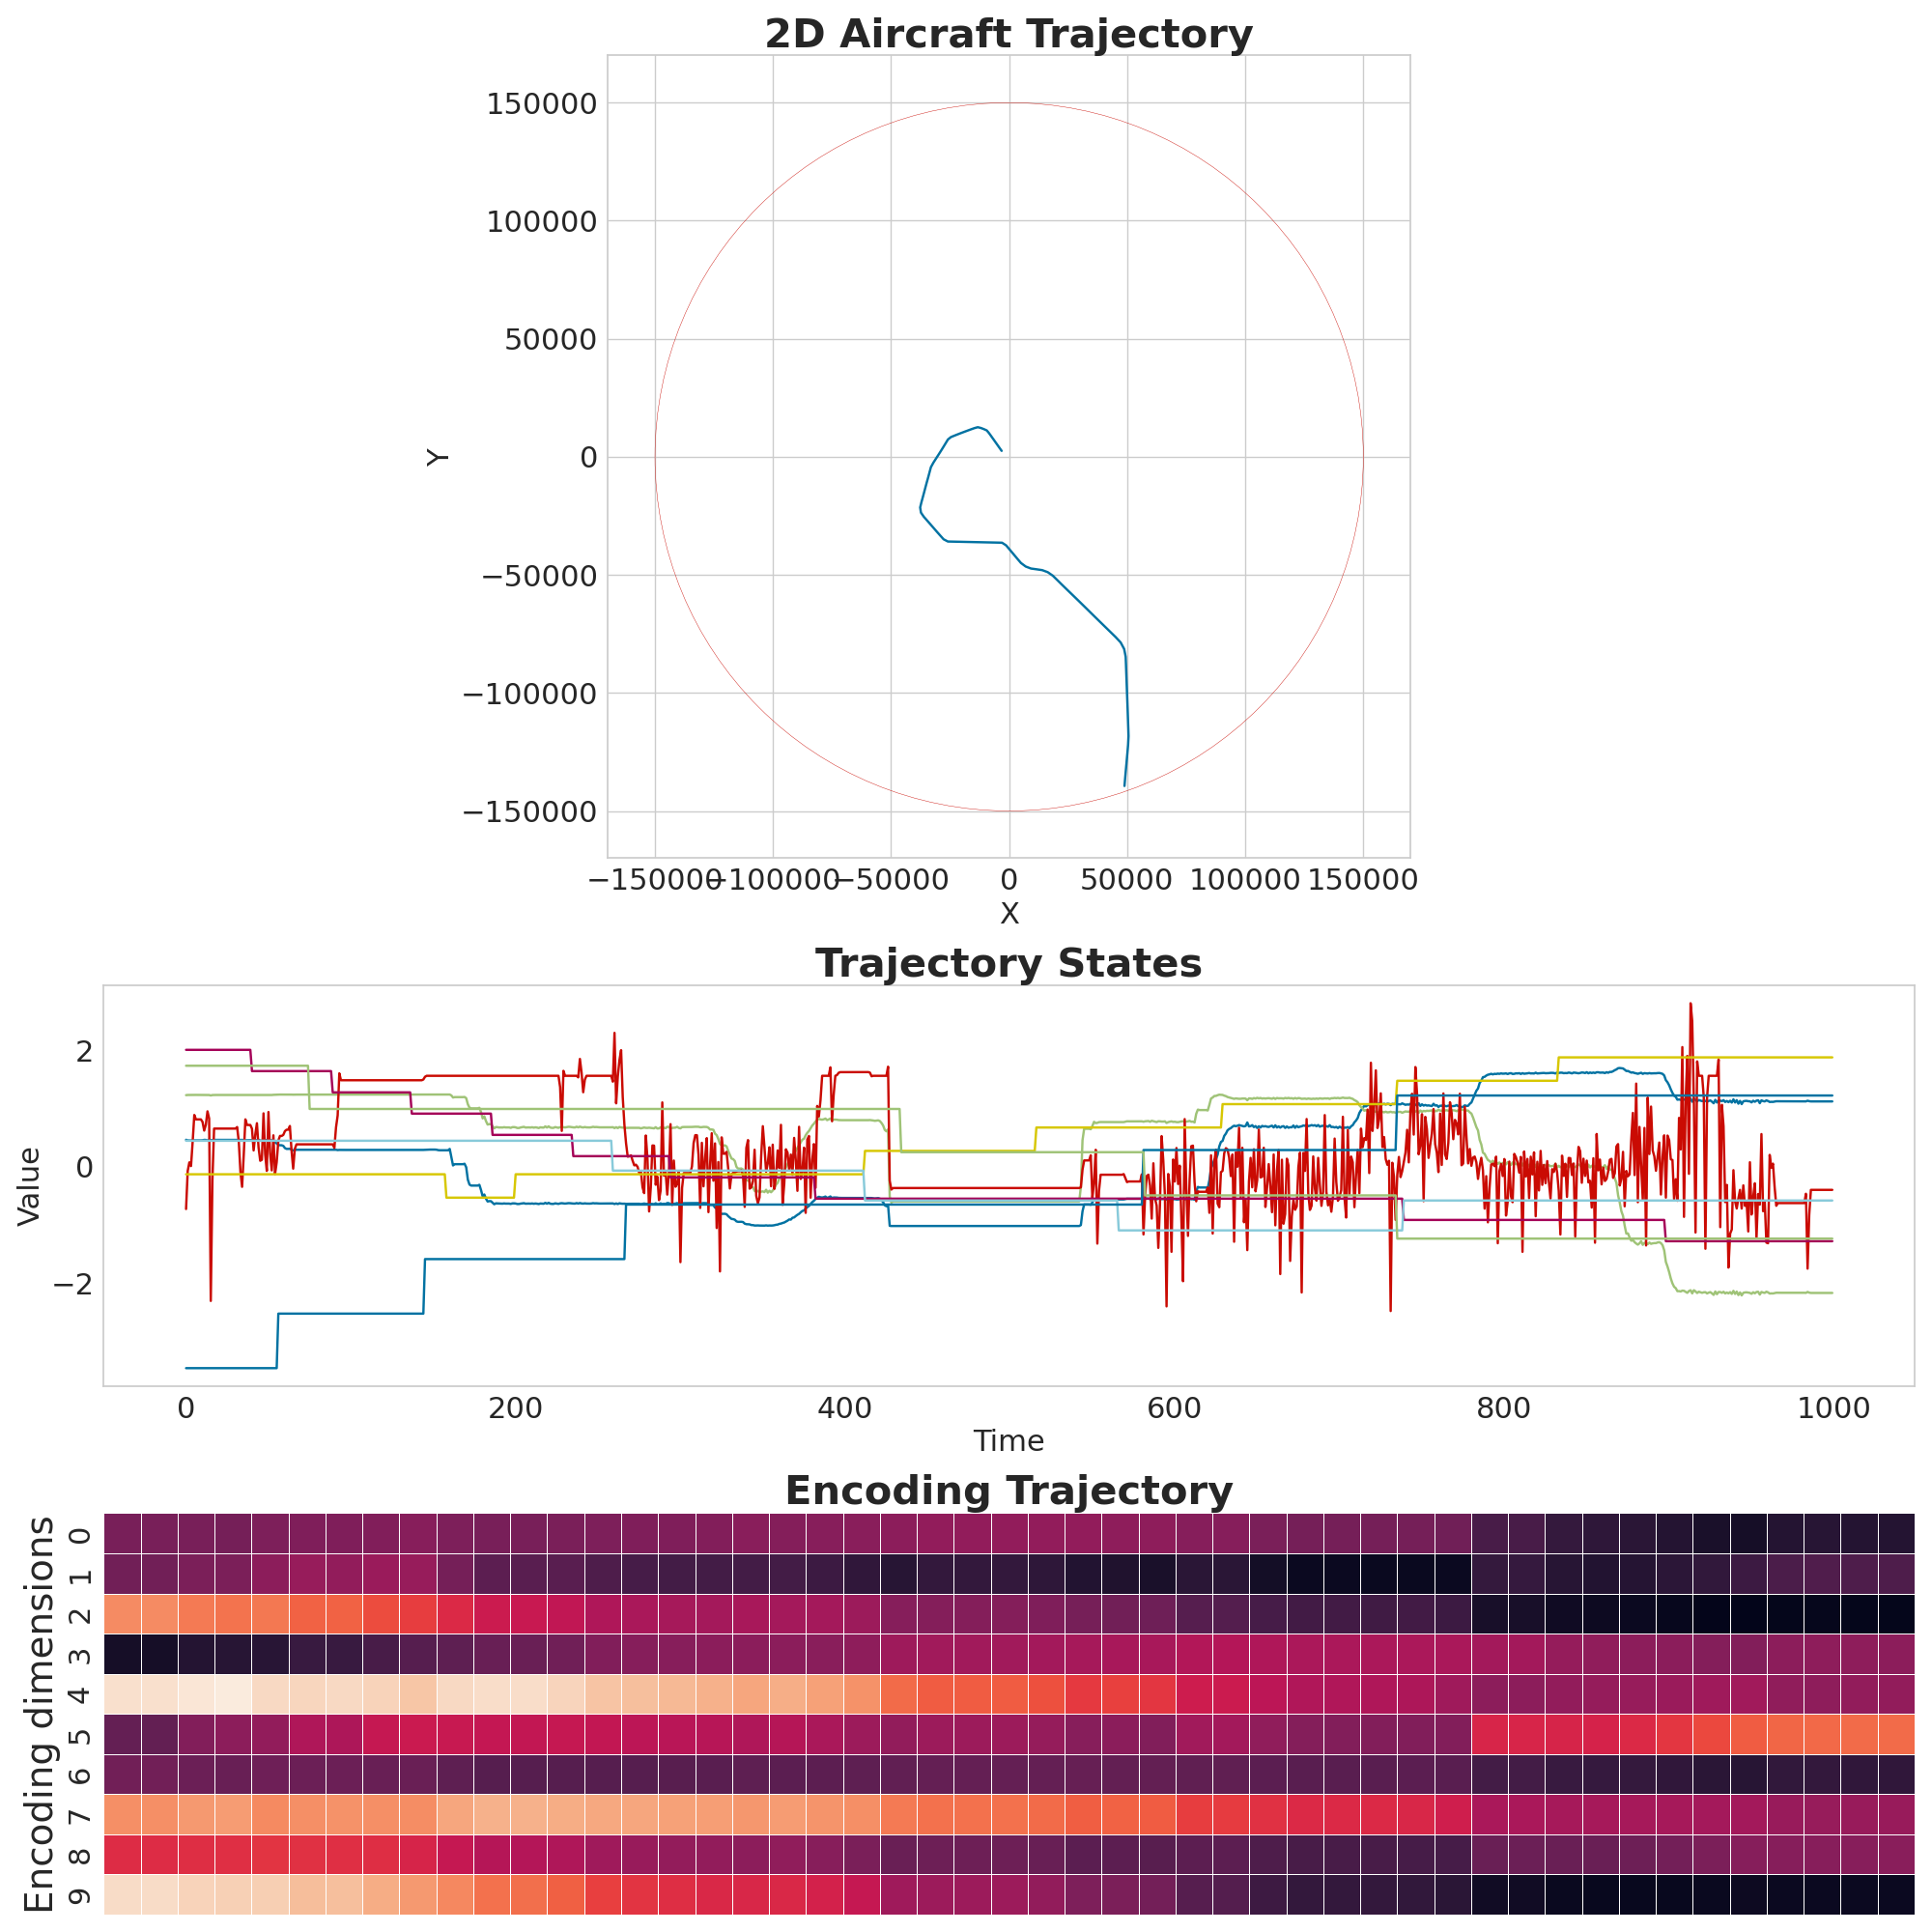 2D Aircraft Trajectory
150000
100000
50000
0
−50000
−100000
−150000
Y
−150000 −100000 −50000 0 50000 100000 150000
X
Trajectory States
2
0
−2
Value
0 200 400 600 800 1000
Time
Encoding Trajectory
0
1
2
3
4
5
6
7
8
9
Encoding dimensions